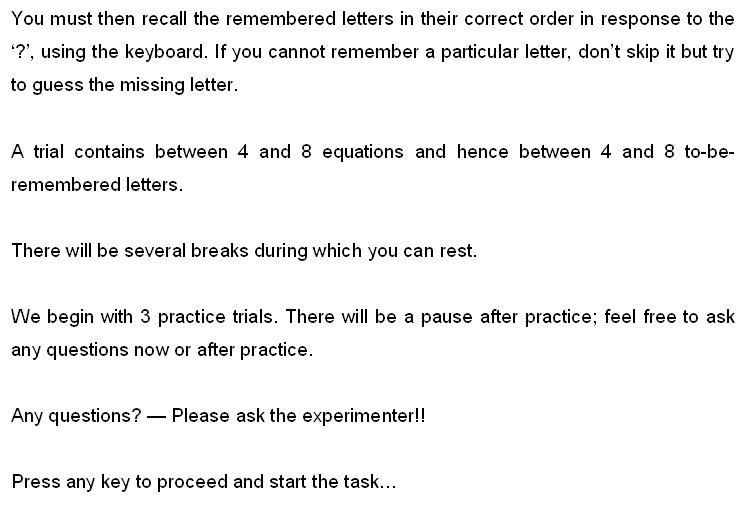 You must then recall the remembered letters in their correct order in response to the
‘?’, using the keyboard. If you cannot remember a particular letter, don’t skip it but try
to guess the missing letter.
A trial contains between 4 and 8 equations and hence between 4 and 8 to-be-
remembered letters.
There will be several breaks during which you can rest.
We begin with 3 practice trials. There will be a pause after practice; feel free to ask
any questions now or after practice.
Any questions? — Please ask the experimenter!!
Press any key to proceed and start the task…